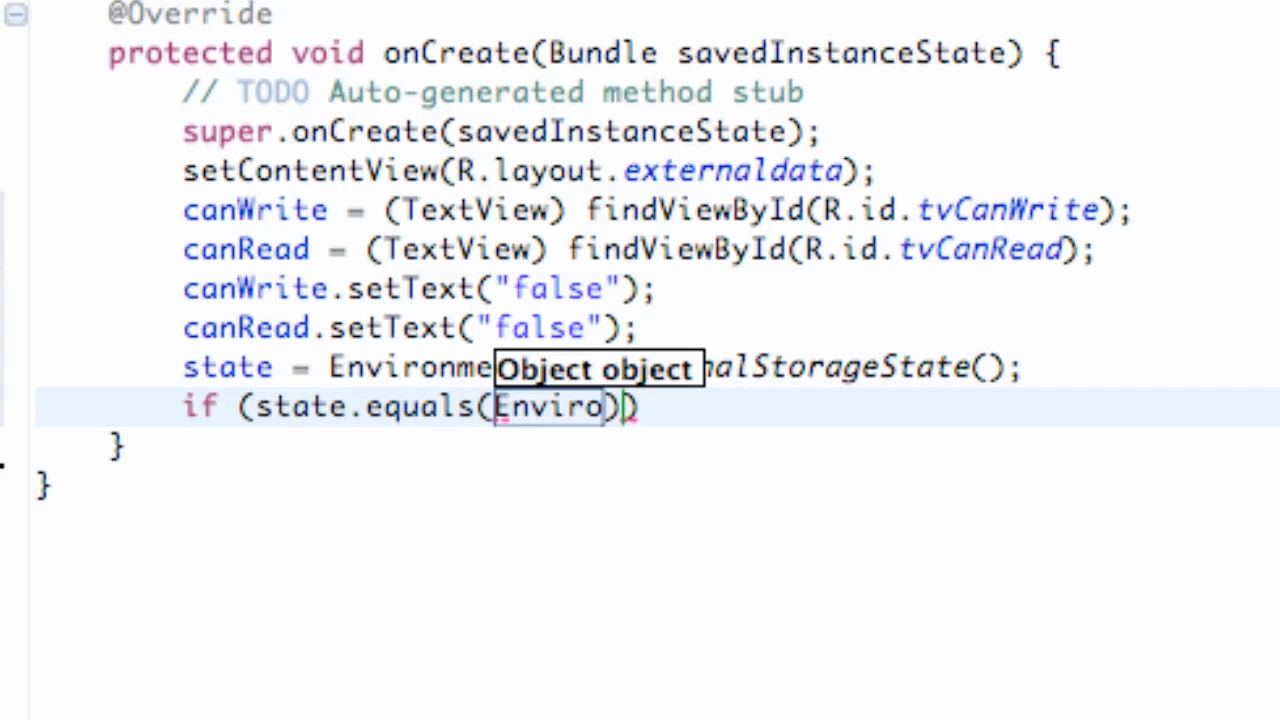 @Override
protected void onCreate(Bundle savedInstanceState) {
// TODO Auto-generated method stub
super.onCreate(savedInstanceState);
setContentView(R.layout.externaldata);
canWrite = (TextView) findViewById(R.id.tvCanWrite);
canRead = (TextView) findViewById(R.id.tvCanRead);
canWrite.setText("false");
canRead.setText("false");
state = Environme
Object object
nalStorageState();
if (state.equals(Enviro))
}
}